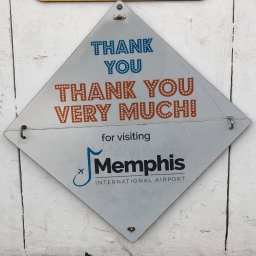 THANK
YOU
THANK YOU
VERY MUCH!
for visiting
Memphis
INTERNATIONAL AIRPORT